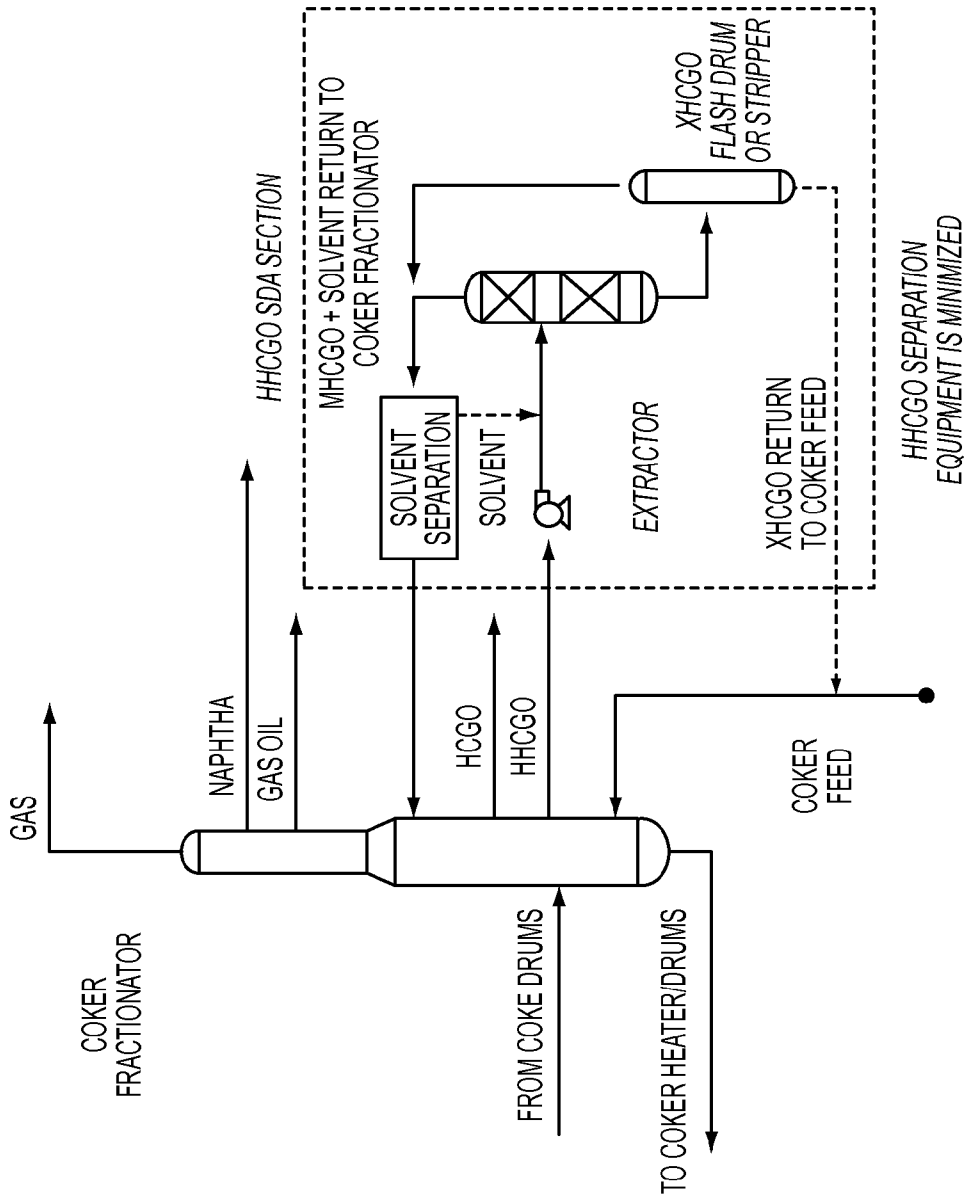 COKER
FRACTIONATOR
GAS
NAPHTHA
GAS OIL
HCGO
HHCGO
FROM COKE DRUMS
TO COKER HEATER/DRUMS
COKER
FEED
HHCGO SDA SECTION
MHCGO + SOLVENT RETURN TO
COKER FRACTIONATOR
SOLVENT
SEPARATION
SOLVENT
EXTRACTOR
XHCGO
FLASH DRUM
OR STRIPPER
XHCGO RETURN
TO COKER FEED
HHCGO SEPARATION
EQUIPMENT IS MINIMIZED